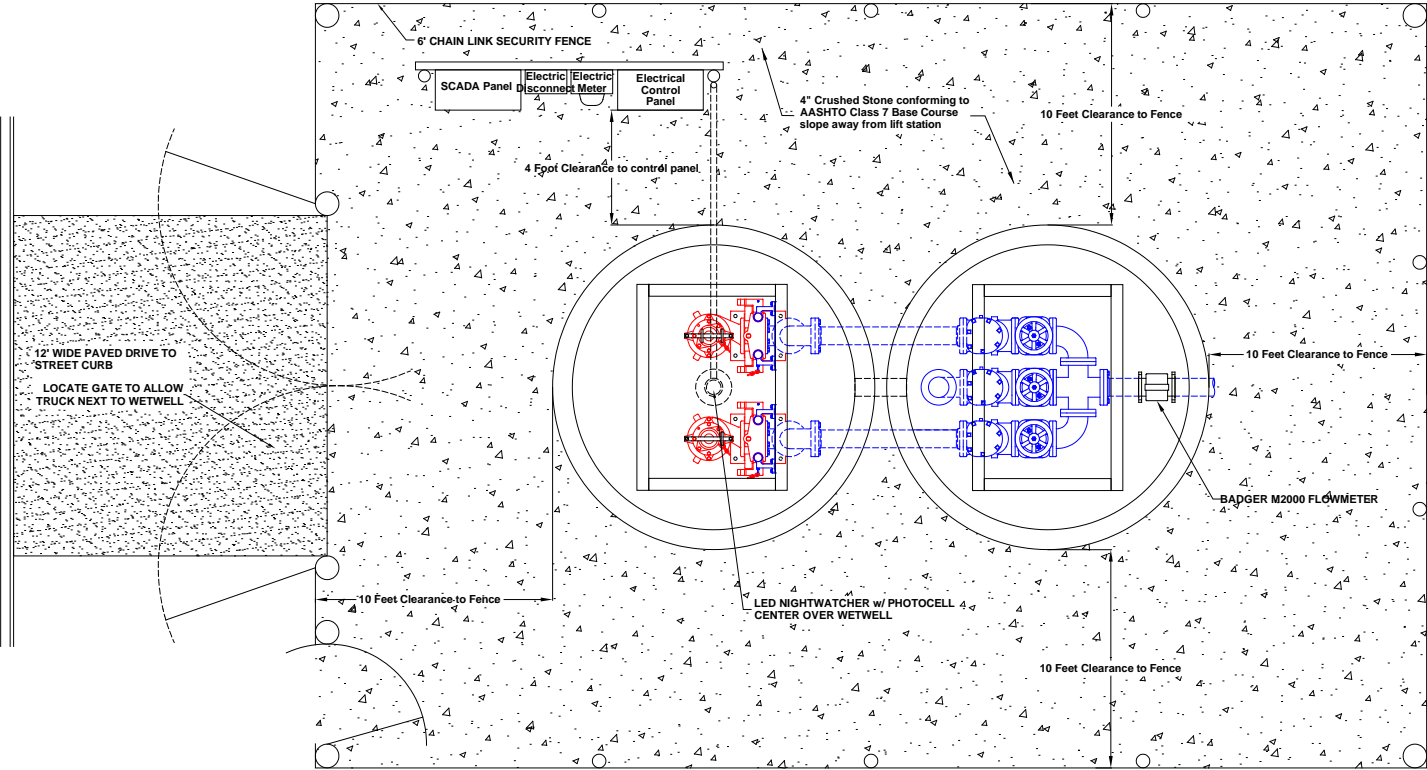 6' CHAIN LINK SECURITY FENCE
SCADA Panel
Electric
Disconnect
Electric
Meter
Electrical
Control
Panel
4" Crushed Stone conforming to
AASHTO Class 7 Base Course
slope away from lift station
10 Feet Clearance to Fence
4 Foot Clearance to control panel
12' WIDE PAVED DRIVE TO
STREET CURB
LOCATE GATE TO ALLOW
TRUCK NEXT TO WETWELL
10 Feet Clearance to Fence
BADGER M2000 FLOWMETER
10 Feet Clearance to Fence
LED NIGHTWATCHER w/ PHOTOCELL
CENTER OVER WETWELL
10 Feet Clearance to Fence